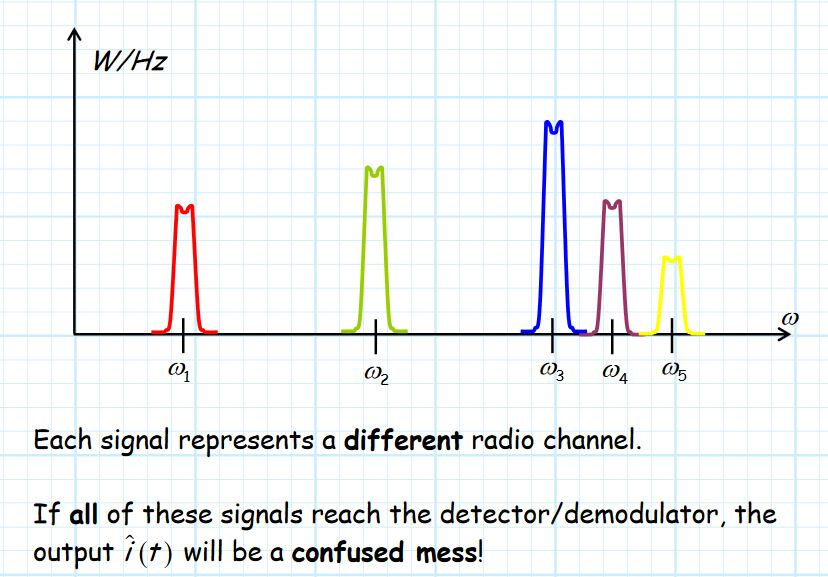 W/Hz
ω
ω₁ ω₂ ω₃ ω₄ ω₅
Each signal represents a different radio channel.
If all of these signals reach the detector/demodulator, the
output î(t) will be a confused mess!